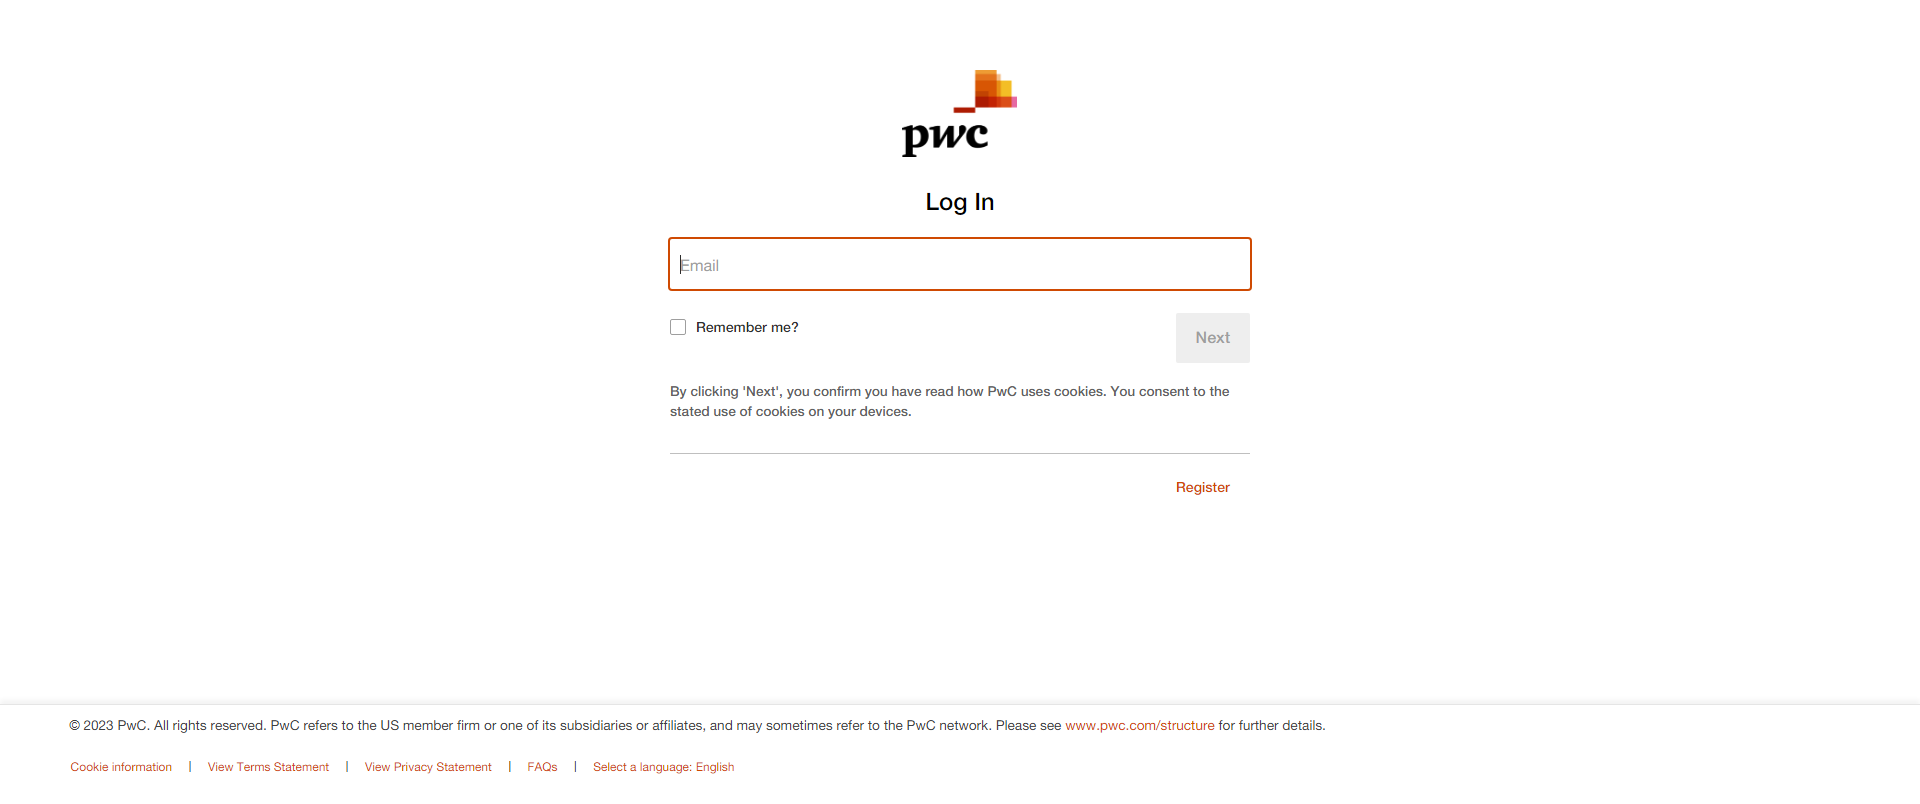 pwc
Log In
Email
Remember me?
Next
By clicking 'Next', you confirm you have read how PwC uses cookies. You consent to the
stated use of cookies on your devices.
Register
© 2023 PwC. All rights reserved. PwC refers to the US member firm or one of its subsidiaries or affiliates, and may sometimes refer to the PwC network. Please see www.pwc.com/structure for further details.
Cookie information | View Terms Statement | View Privacy Statement | FAQs | Select a language: English